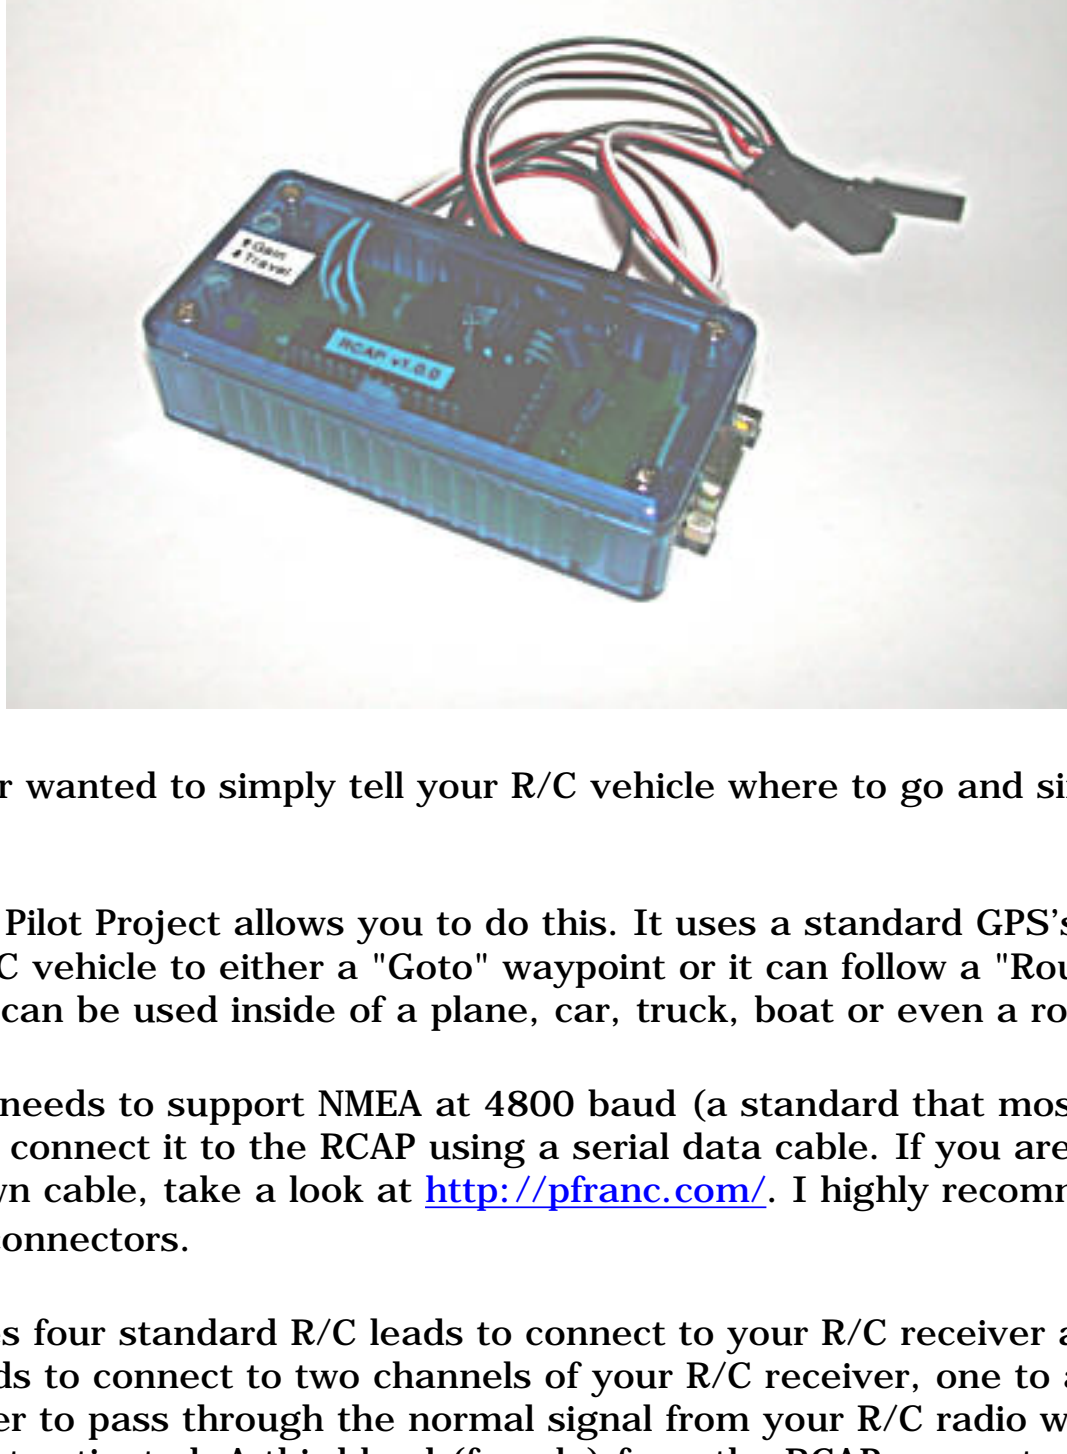 Gain
Travel
RCAP v1.0.0
r wanted to simply tell your R/C vehicle where to go and si
Pilot Project allows you to do this. It uses a standard GPS's
C vehicle to either a "Goto" waypoint or it can follow a "Rou
can be used inside of a plane, car, truck, boat or even a ro
needs to support NMEA at 4800 baud (a standard that mos
connect it to the RCAP using a serial data cable. If you are
wn cable, take a look at http://pfranc.com/. I highly recomm
connectors.
es four standard R/C leads to connect to your R/C receiver a
ds to connect to two channels of your R/C receiver, one to a
er to pass through the normal signal from your R/C radio w